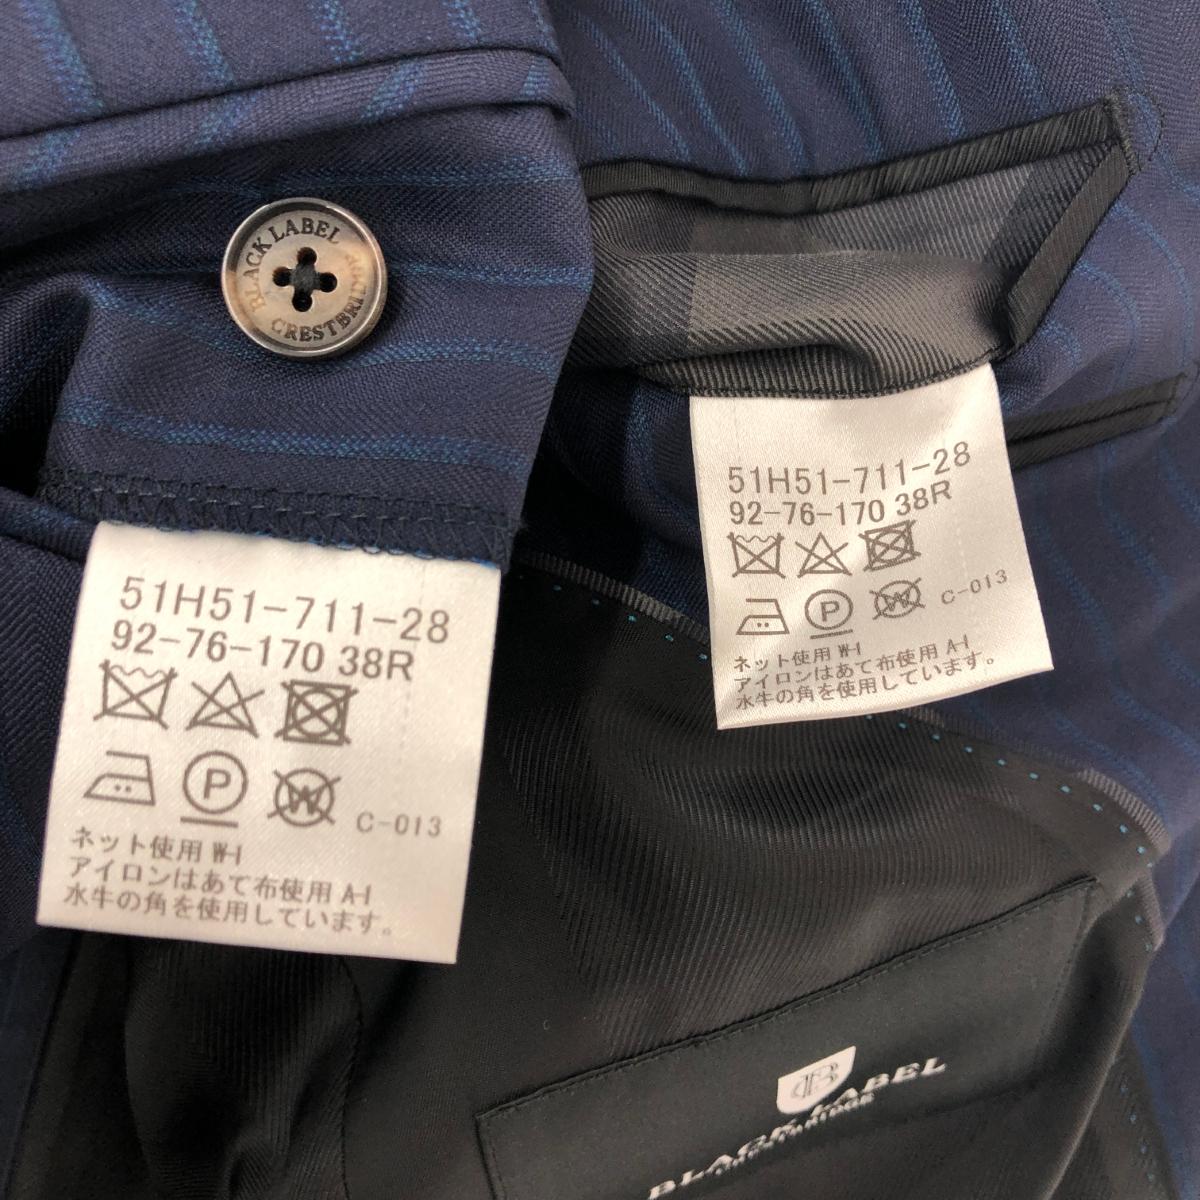 BLACK LABEL
CRESTBRIDGE
51H51-711-28
92-76-170 38R
P
W
C-013
ネット使用 W-I
アイロンはあて布使用 A-I
水牛の角を使用しています。
51H51-711-28
92-76-170 38R
P
W
C-013
ネット使用 W-I
アイロンはあて布使用 A-I
水牛の角を使用しています。
BLACK LABEL
CRESTBRIDGE